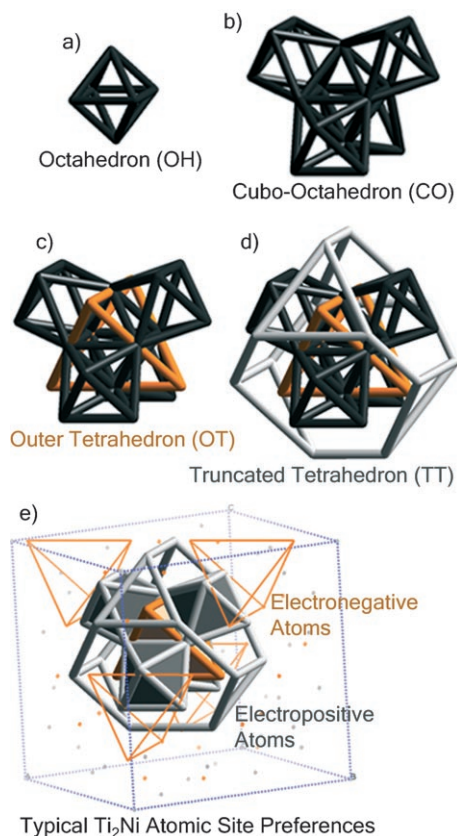 a)
Octahedron (OH)
b)
Cubo-Octahedron (CO)
c)
Outer Tetrahedron (OT)
d)
Truncated Tetrahedron (TT)
e)
c
Electronegative
Atoms
Electropositive
Atoms
Typical Ti₂Ni Atomic Site Preferences